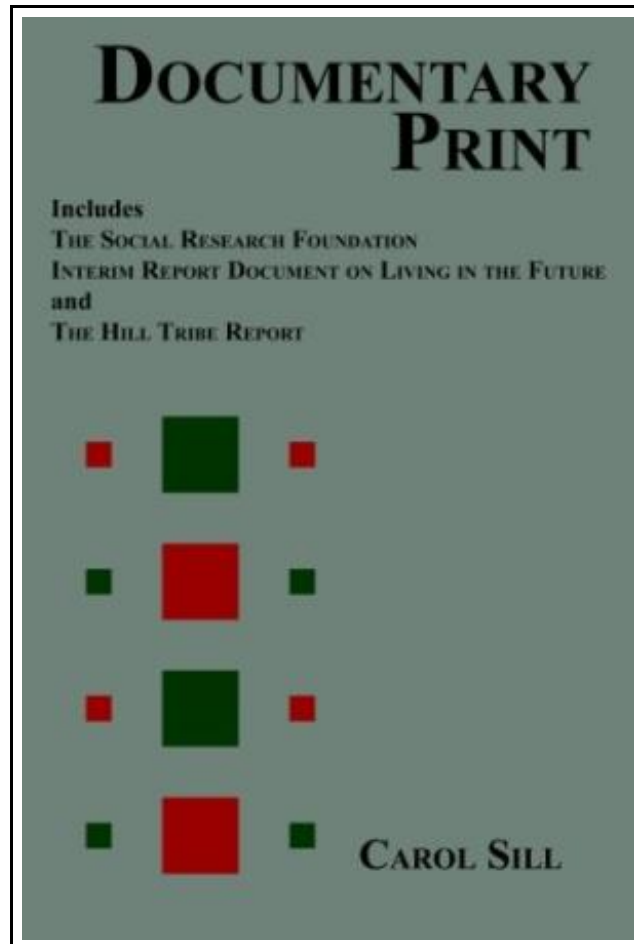 DOCUMENTARY
PRINT
Includes
THE SOCIAL RESEARCH FOUNDATION
INTERIM REPORT DOCUMENT ON LIVING IN THE FUTURE
and
THE HILL TRIBE REPORT
CAROL SILL